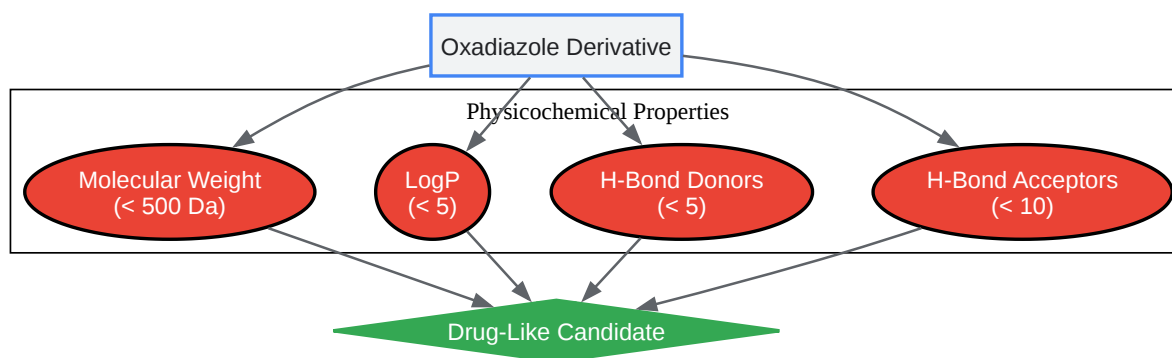 Oxadiazole Derivative
Physicochemical Properties
Molecular Weight
(< 500 Da)
LogP
(< 5)
H-Bond Donors
(< 5)
H-Bond Acceptors
(< 10)
Drug-Like Candidate